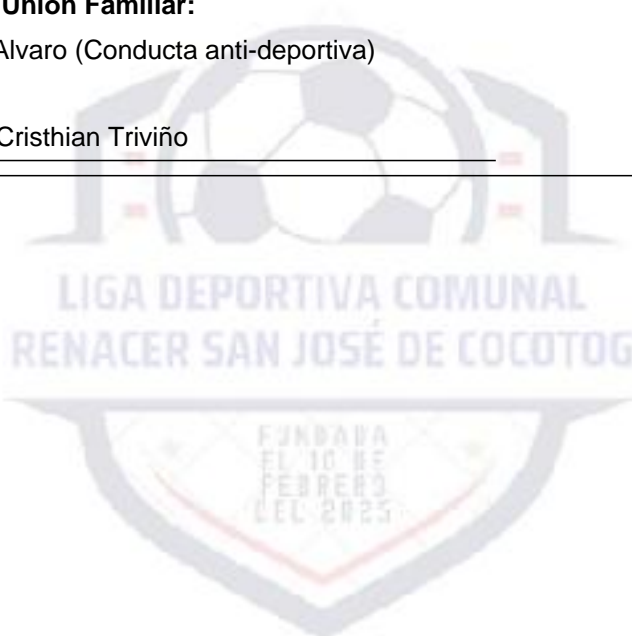 Unión Familiar:
Alvaro (Conducta anti-deportiva)
Cristhian Triviño
LIGA DEPORTIVA COMUNAL
RENACER SAN JOSÉ DE COCOTOG
FUNDADA
EL 10 DE
FEBRERO
DEL 2025